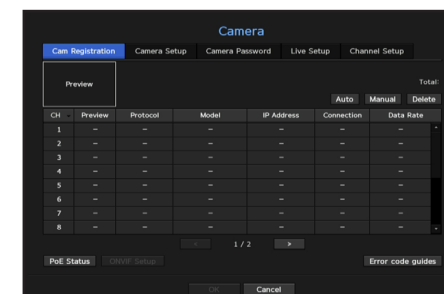 Camera
Cam Registration Camera Setup Camera Password Live Setup Channel Setup
Preview
Total:
Auto Manual Delete
CH Preview Protocol Model IP Address Connection Data Rate
1 – – – – – –
2 – – – – – –
3 – – – – – –
4 – – – – – –
5 – – – – – –
6 – – – – – –
7 – – – – – –
8 – – – – – –
1 / 2
PoE Status ONVIF Setup Error code guides
OK Cancel